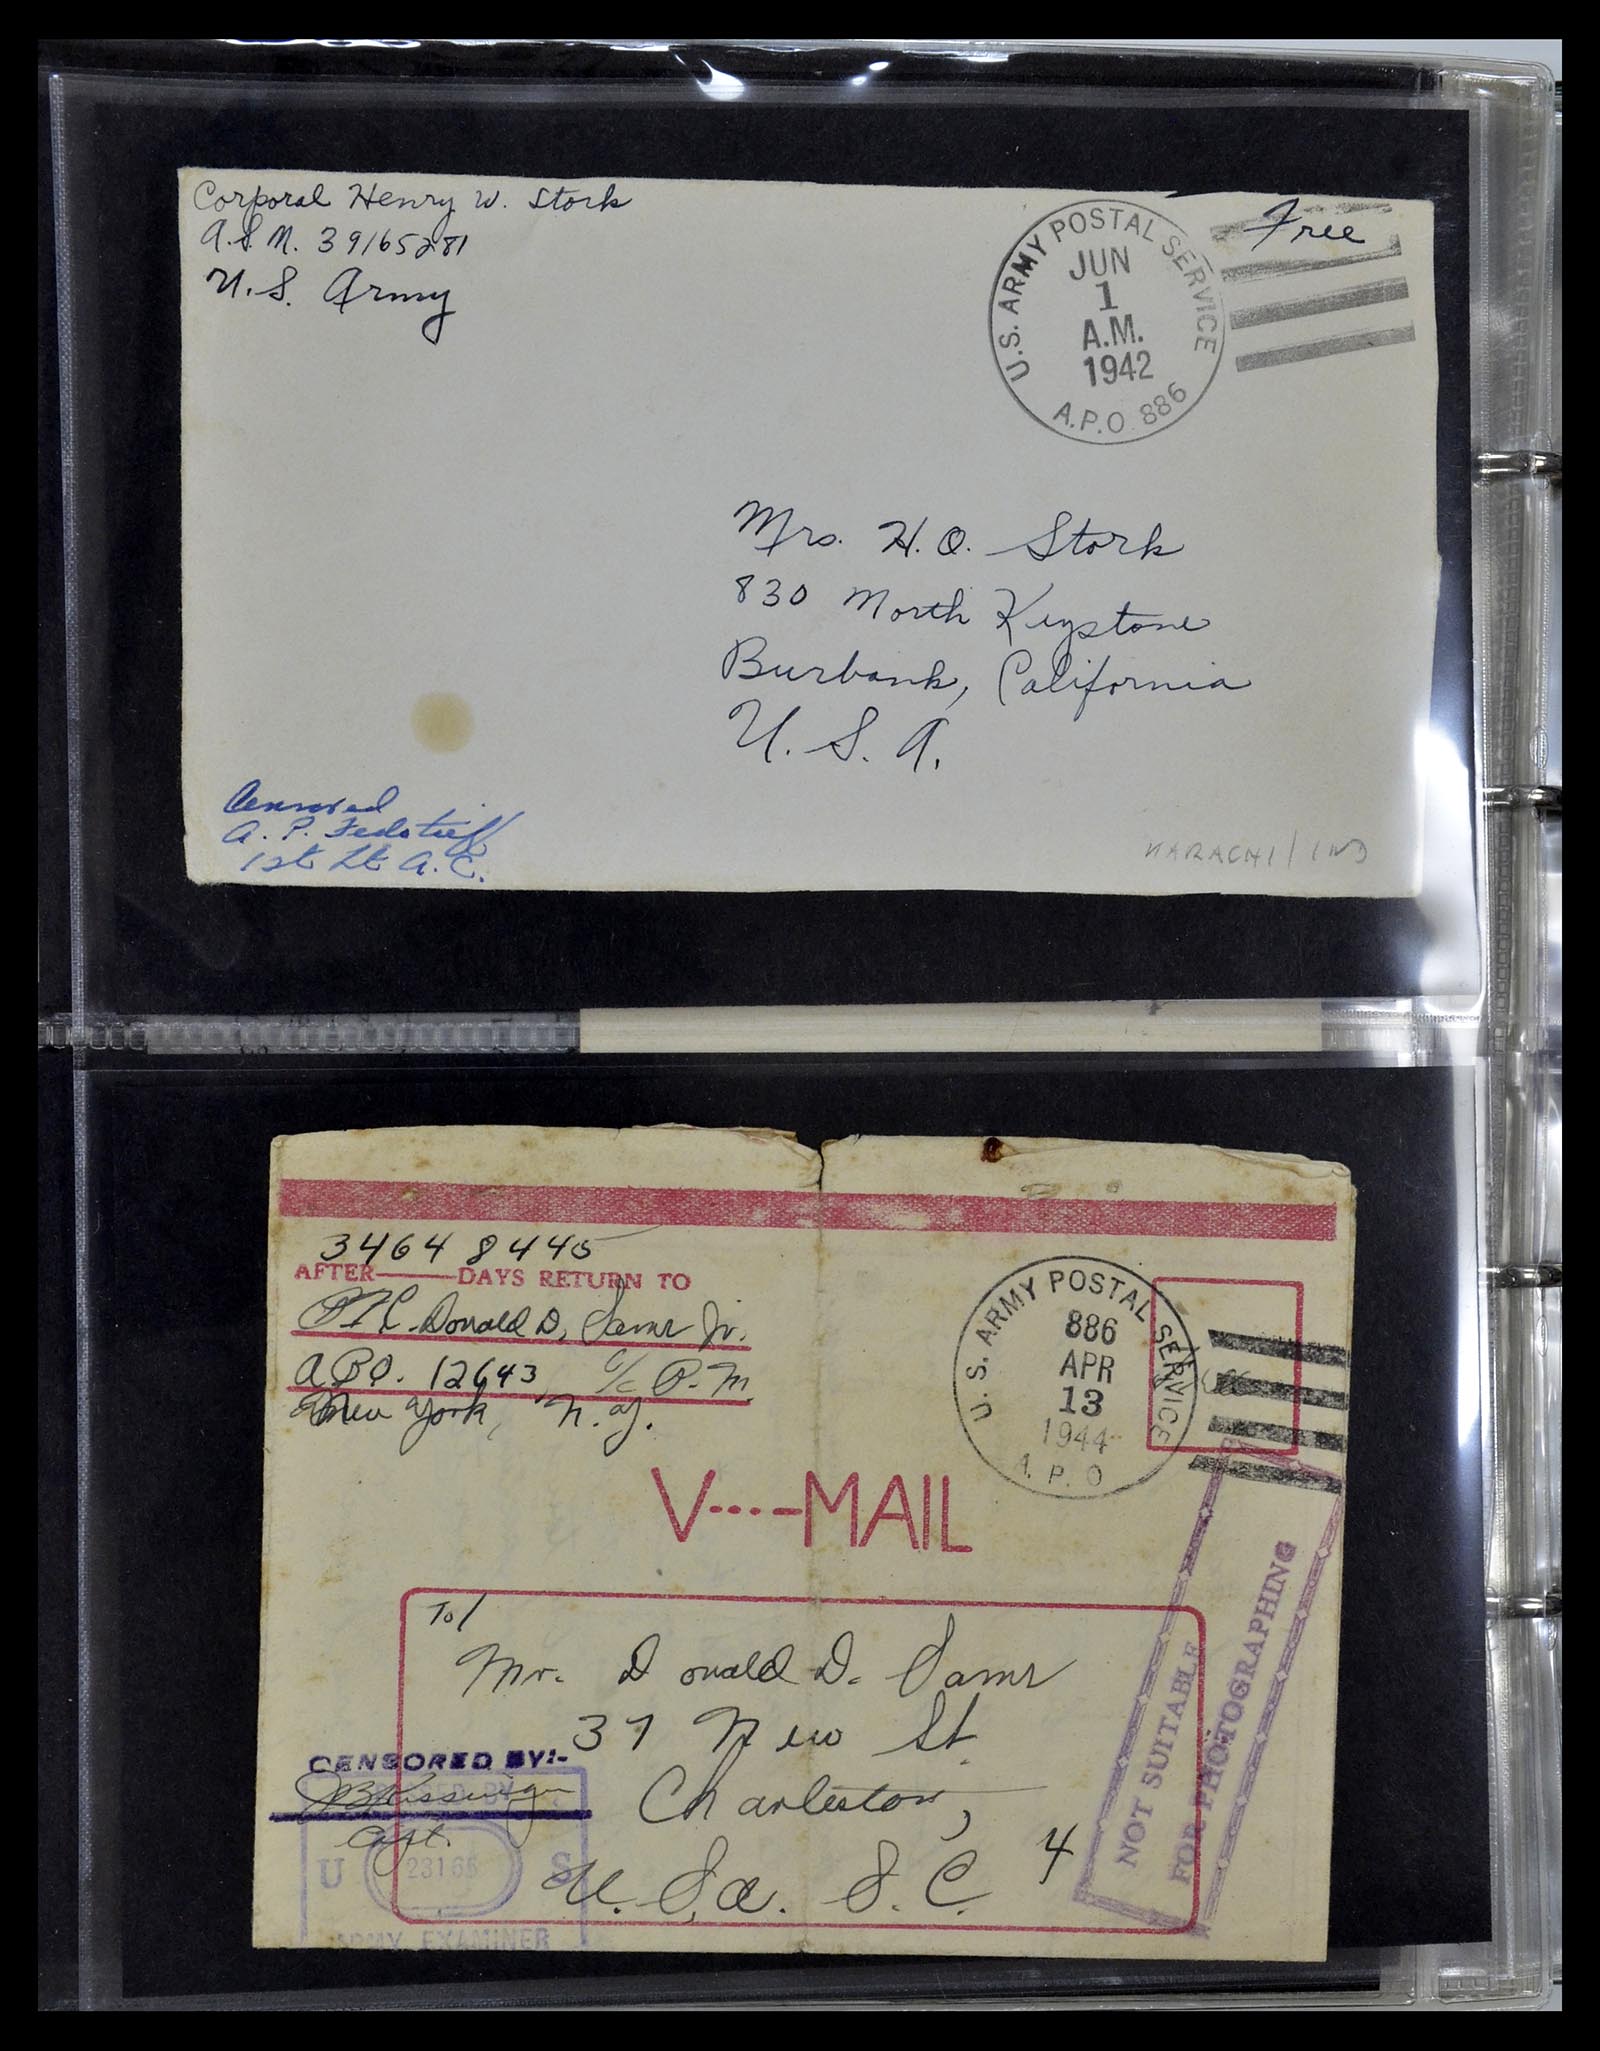 Corporal Henry W. Stork
A.S.N. 39165281
U.S. Army
U.S. ARMY POSTAL SERVICE
JUN
1
A.M.
1942
A.P.O. 886
Free
Mrs. H.O. Stork
830 North Keystone
Burbank, California
U.S.A.
Censored
A. P.
1st Lt A.C.
KARACHI / IND
34648445
AFTER DAYS RETURN TO
Donald D. Jr.
A.P.O. 12643 c/o P.M
New York, N.Y.
U.S. ARMY POSTAL SERVICE
886
APR
13
1944
A.P.O
V...-MAIL
To/
Mr. Donald D.
37 New St.
Charleston, 4
U.S.A. S.C.
CENSORED BY:-
Capt.
U 23165 S
ARMY EXAMINER
NOT SUITABLE
FOR PHOTOGRAPHING